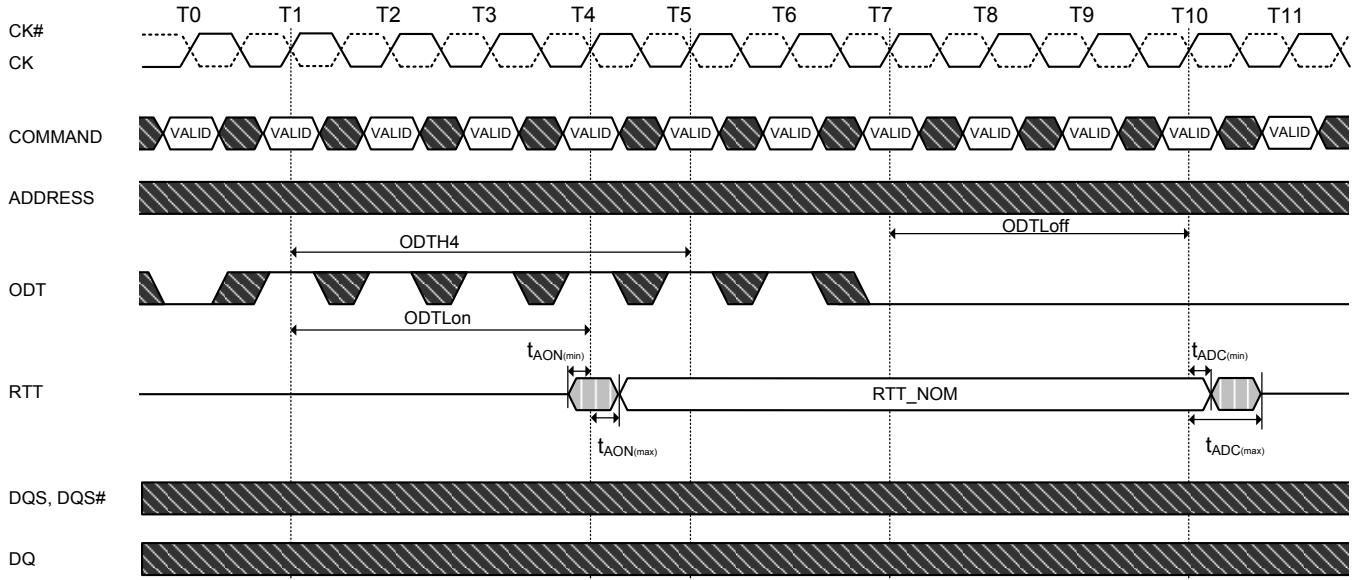 T0 T1 T2 T3 T4 T5 T6 T7 T8 T9 T10 T11
CK#
CK
COMMAND VALID VALID VALID VALID VALID VALID VALID VALID VALID VALID VALID VALID
ADDRESS
ODTLoff
ODTH4
ODT
ODTLon
tAON(min) tADC(min)
RTT RTT_NOM
tAON(max) tADC(max)
DQS, DQS#
DQ